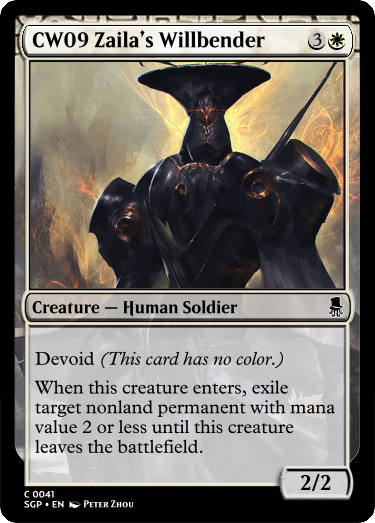 CW09 Zaila's Willbender 3
Creature — Human Soldier
Devoid (This card has no color.)
When this creature enters, exile
target nonland permanent with mana
value 2 or less until this creature
leaves the battlefield.
2/2
C 0041
SGP • EN Peter Zhou